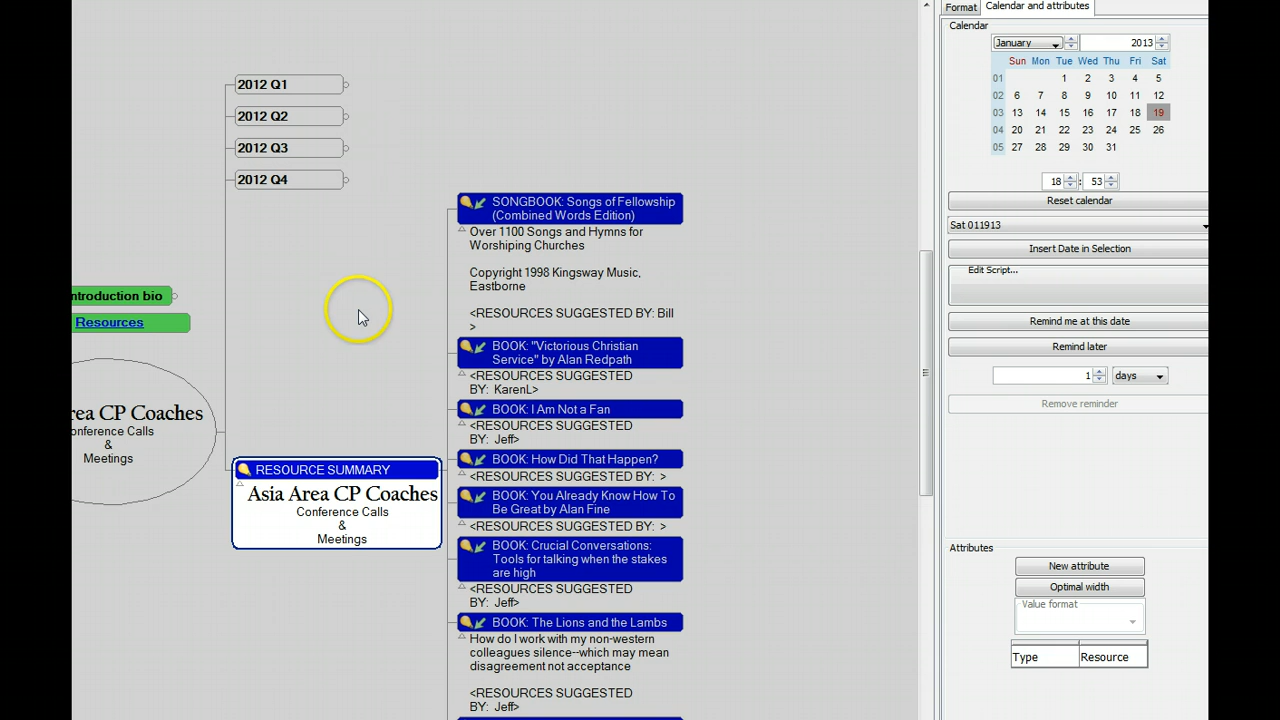 2012 Q1
2012 Q2
2012 Q3
2012 Q4
ntroduction bio
Resources
rea CP Coaches
onference Calls
&
Meetings
RESOURCE SUMMARY
Asia Area CP Coaches
Conference Calls
&
Meetings
SONGBOOK: Songs of Fellowship
(Combined Words Edition)
Over 1100 Songs and Hymns for
Worshiping Churches
Copyright 1998 Kingsway Music,
Eastborne
<RESOURCES SUGGESTED BY: Bill
>
BOOK: "Victorious Christian
Service" by Alan Redpath
<RESOURCES SUGGESTED
BY: KarenL>
BOOK: I Am Not a Fan
<RESOURCES SUGGESTED
BY: Jeff>
BOOK: How Did That Happen?
<RESOURCES SUGGESTED BY: >
BOOK: You Already Know How To
Be Great by Alan Fine
<RESOURCES SUGGESTED BY: >
BOOK: Crucial Conversations:
Tools for talking when the stakes
are high
<RESOURCES SUGGESTED
BY: Jeff>
BOOK: The Lions and the Lambs
How do I work with my non-western
colleagues silence--which may mean
disagreement not acceptance
<RESOURCES SUGGESTED
BY: Jeff>
Format Calendar and attributes
Calendar
January 2013
Sun Mon Tue Wed Thu Fri Sat
01 1 2 3 4 5
02 6 7 8 9 10 11 12
03 13 14 15 16 17 18 19
04 20 21 22 23 24 25 26
05 27 28 29 30 31
18 : 53
Reset calendar
Sat 011913
Insert Date in Selection
Edit Script...
Remind me at this date
Remind later
1 days
Remove reminder
Attributes
New attribute
Optimal width
Value format
Type Resource